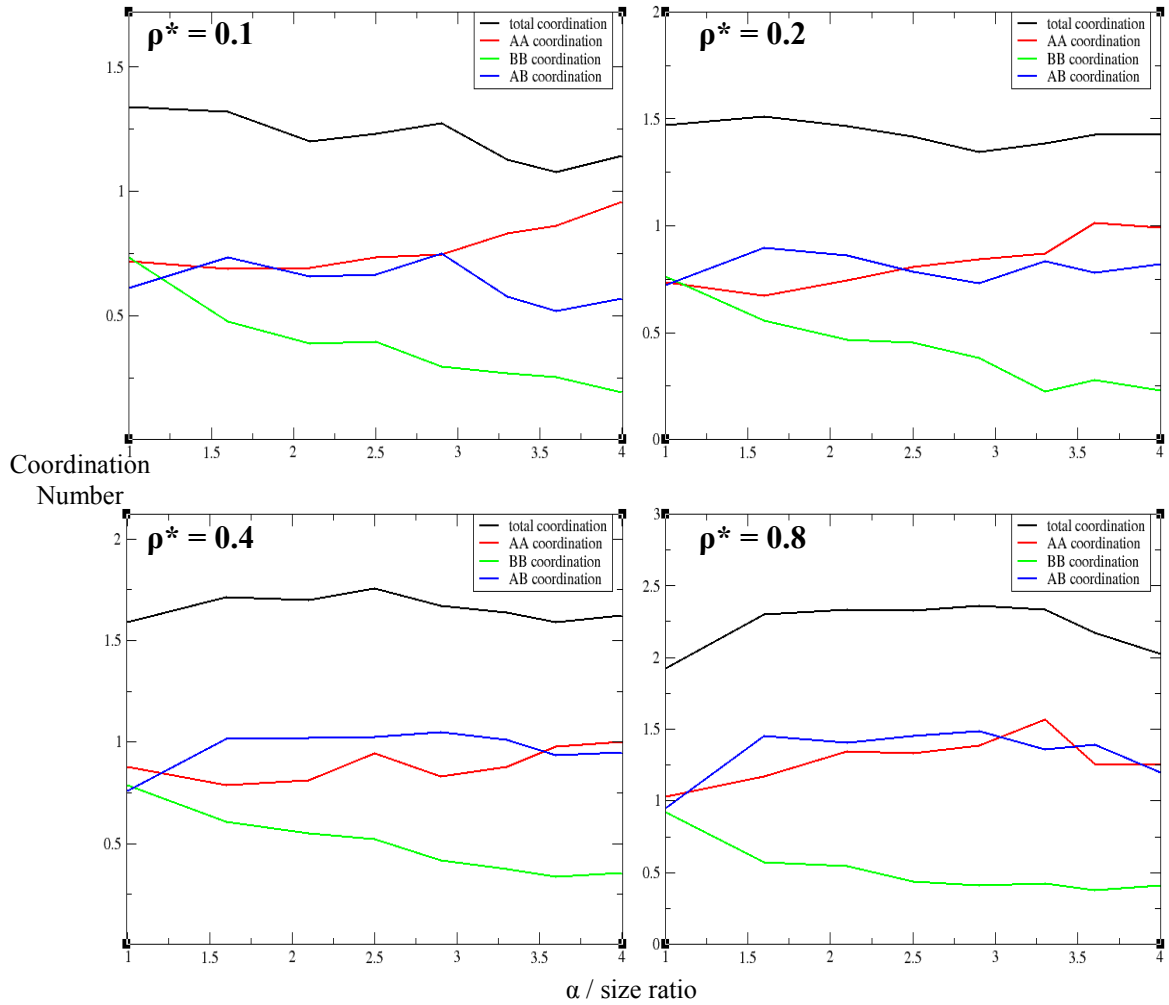 ρ* = 0.1
total coordination
AA coordination
BB coordination
AB coordination
1.5
1
0.5
1
1.5
2
2.5
3
3.5
4
ρ* = 0.2
total coordination
AA coordination
BB coordination
AB coordination
2
1.5
1
0.5
0
1
1.5
2
2.5
3
3.5
4
Coordination
Number
ρ* = 0.4
total coordination
AA coordination
BB coordination
AB coordination
2
1.5
1
0.5
1
1.5
2
2.5
3
3.5
4
ρ* = 0.8
total coordination
AA coordination
BB coordination
AB coordination
3
2.5
2
1.5
1
0.5
0
1
1.5
2
2.5
3
3.5
4
α / size ratio